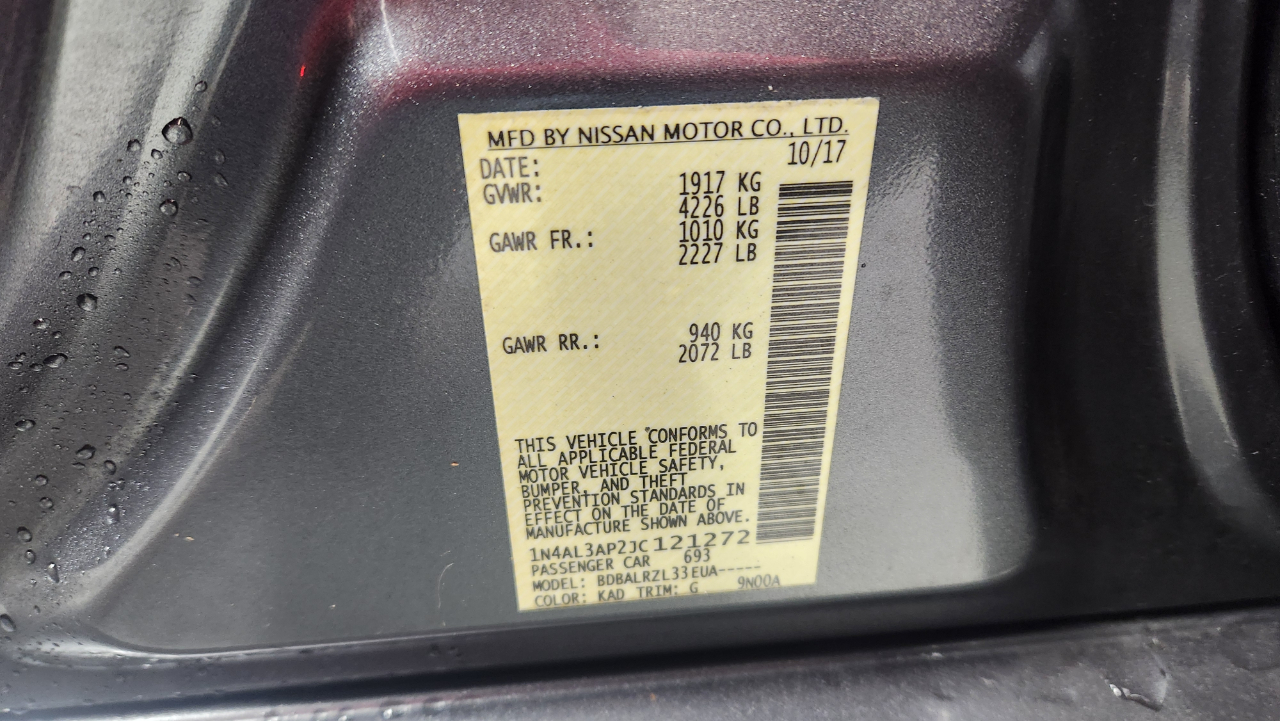 MFD BY NISSAN MOTOR CO., LTD.
DATE: 10/17
GVWR: 1917 KG
4226 LB
GAWR FR.: 1010 KG
2227 LB
GAWR RR.: 940 KG
2072 LB
THIS VEHICLE CONFORMS TO
ALL APPLICABLE FEDERAL
MOTOR VEHICLE SAFETY,
BUMPER, AND THEFT
PREVENTION STANDARDS IN
EFFECT ON THE DATE OF
MANUFACTURE SHOWN ABOVE.
1N4AL3AP2JC121272
PASSENGER CAR 693
MODEL: BDBALRZL33EUA-----
COLOR: KAD TRIM: G 9N00A